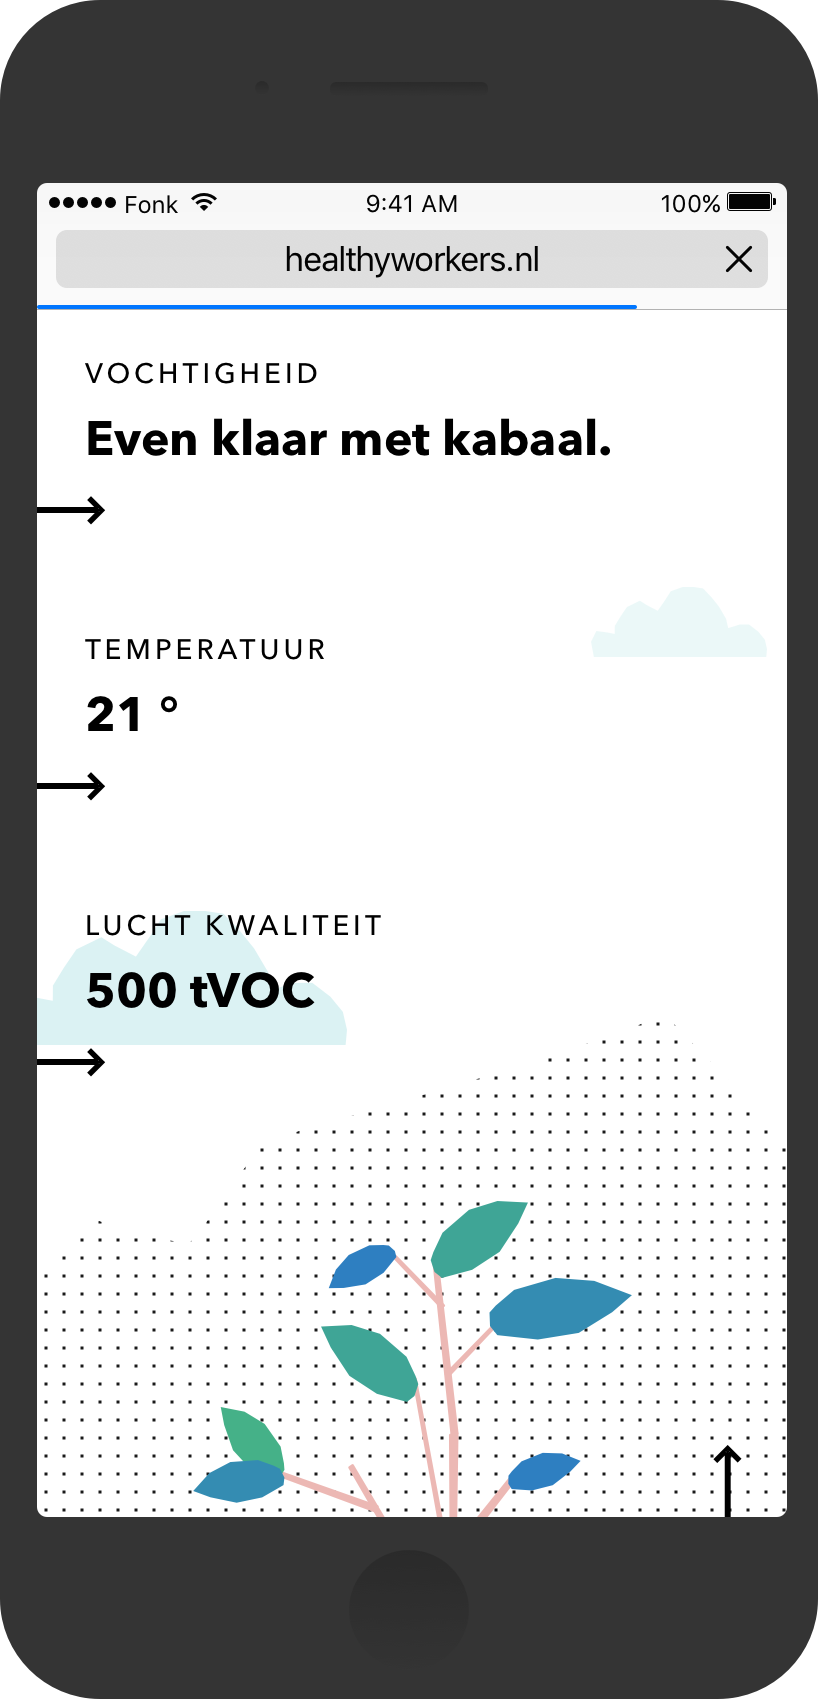 Fonk 9:41 AM 100%
healthyworkers.nl
VOCHTIGHEID
Even klaar met kabaal.
TEMPERATUUR
21 °
LUCHT KWALITEIT
500 tVOC